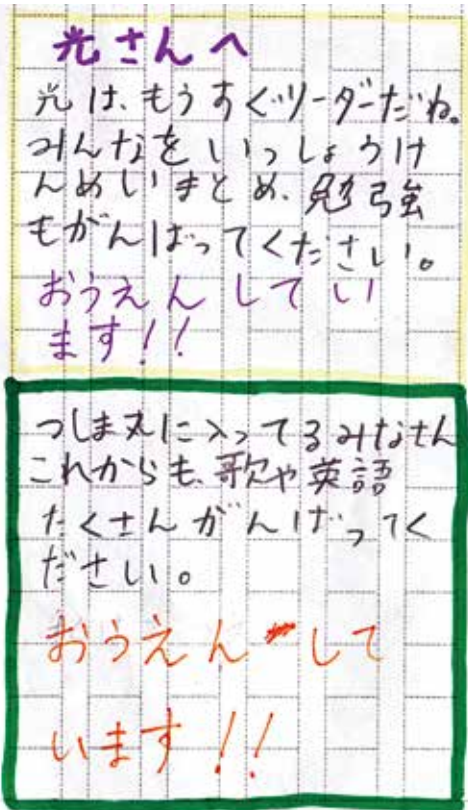 光さんへ
光は、もうすぐリーダーだね。
みんなをいっしょうけ
んめいまとめ、勉強
もがんばってください。
おうえんしてい
ます!!
つしま丸に入ってるみなせん
これからも、歌や英語
たくさんがんばってく
ださい。
おうえんして
います!!